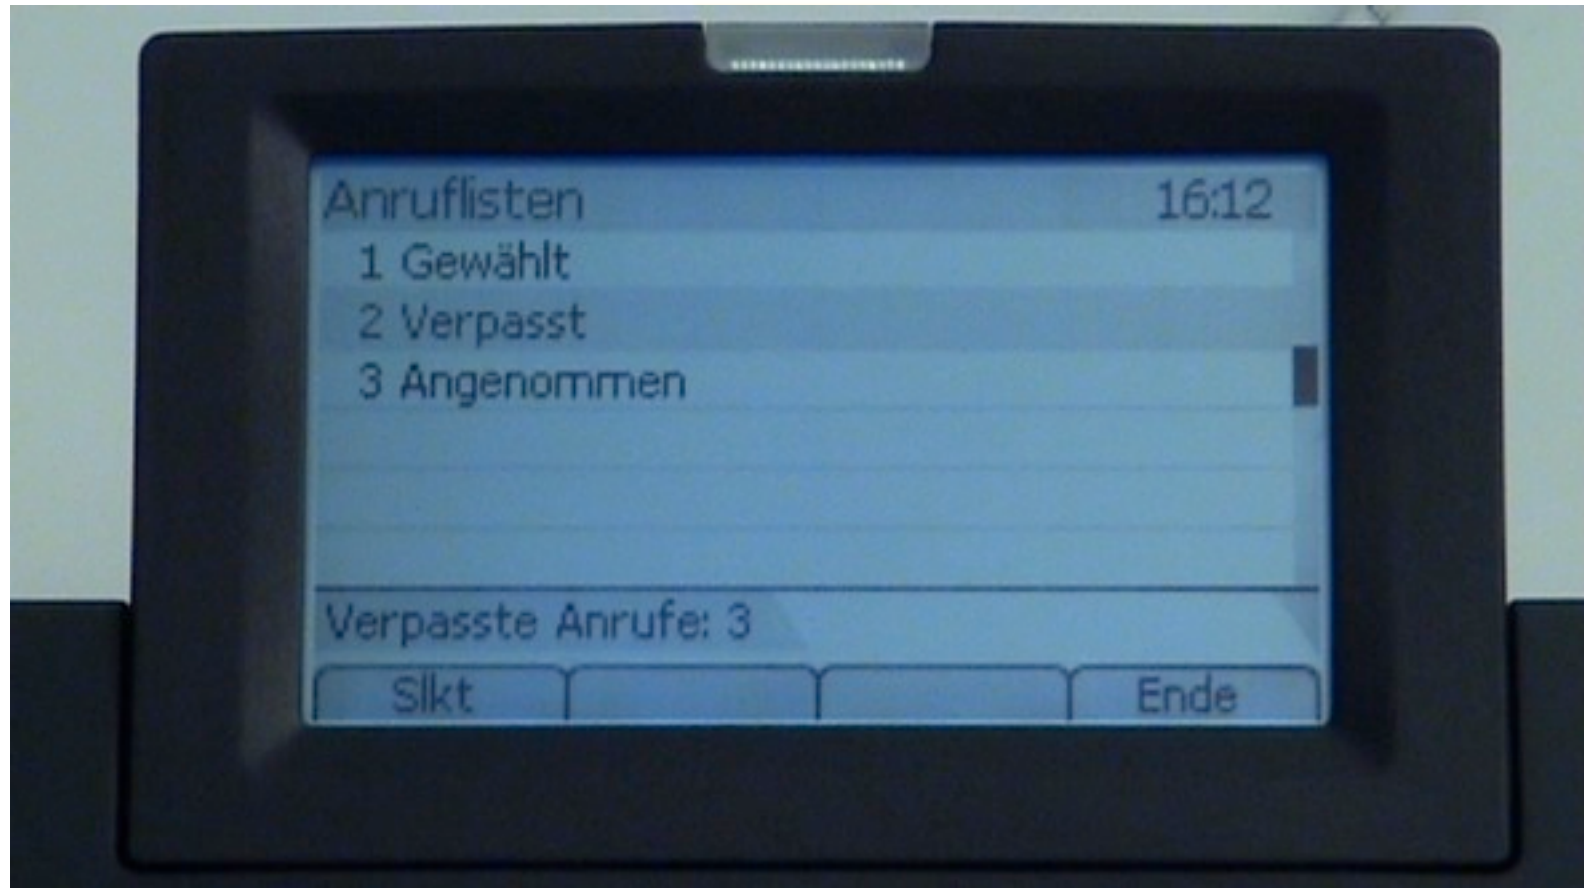 Anruflisten 16:12
1 Gewählt
2 Verpasst
3 Angenommen
Verpasste Anrufe: 3
Slkt Ende